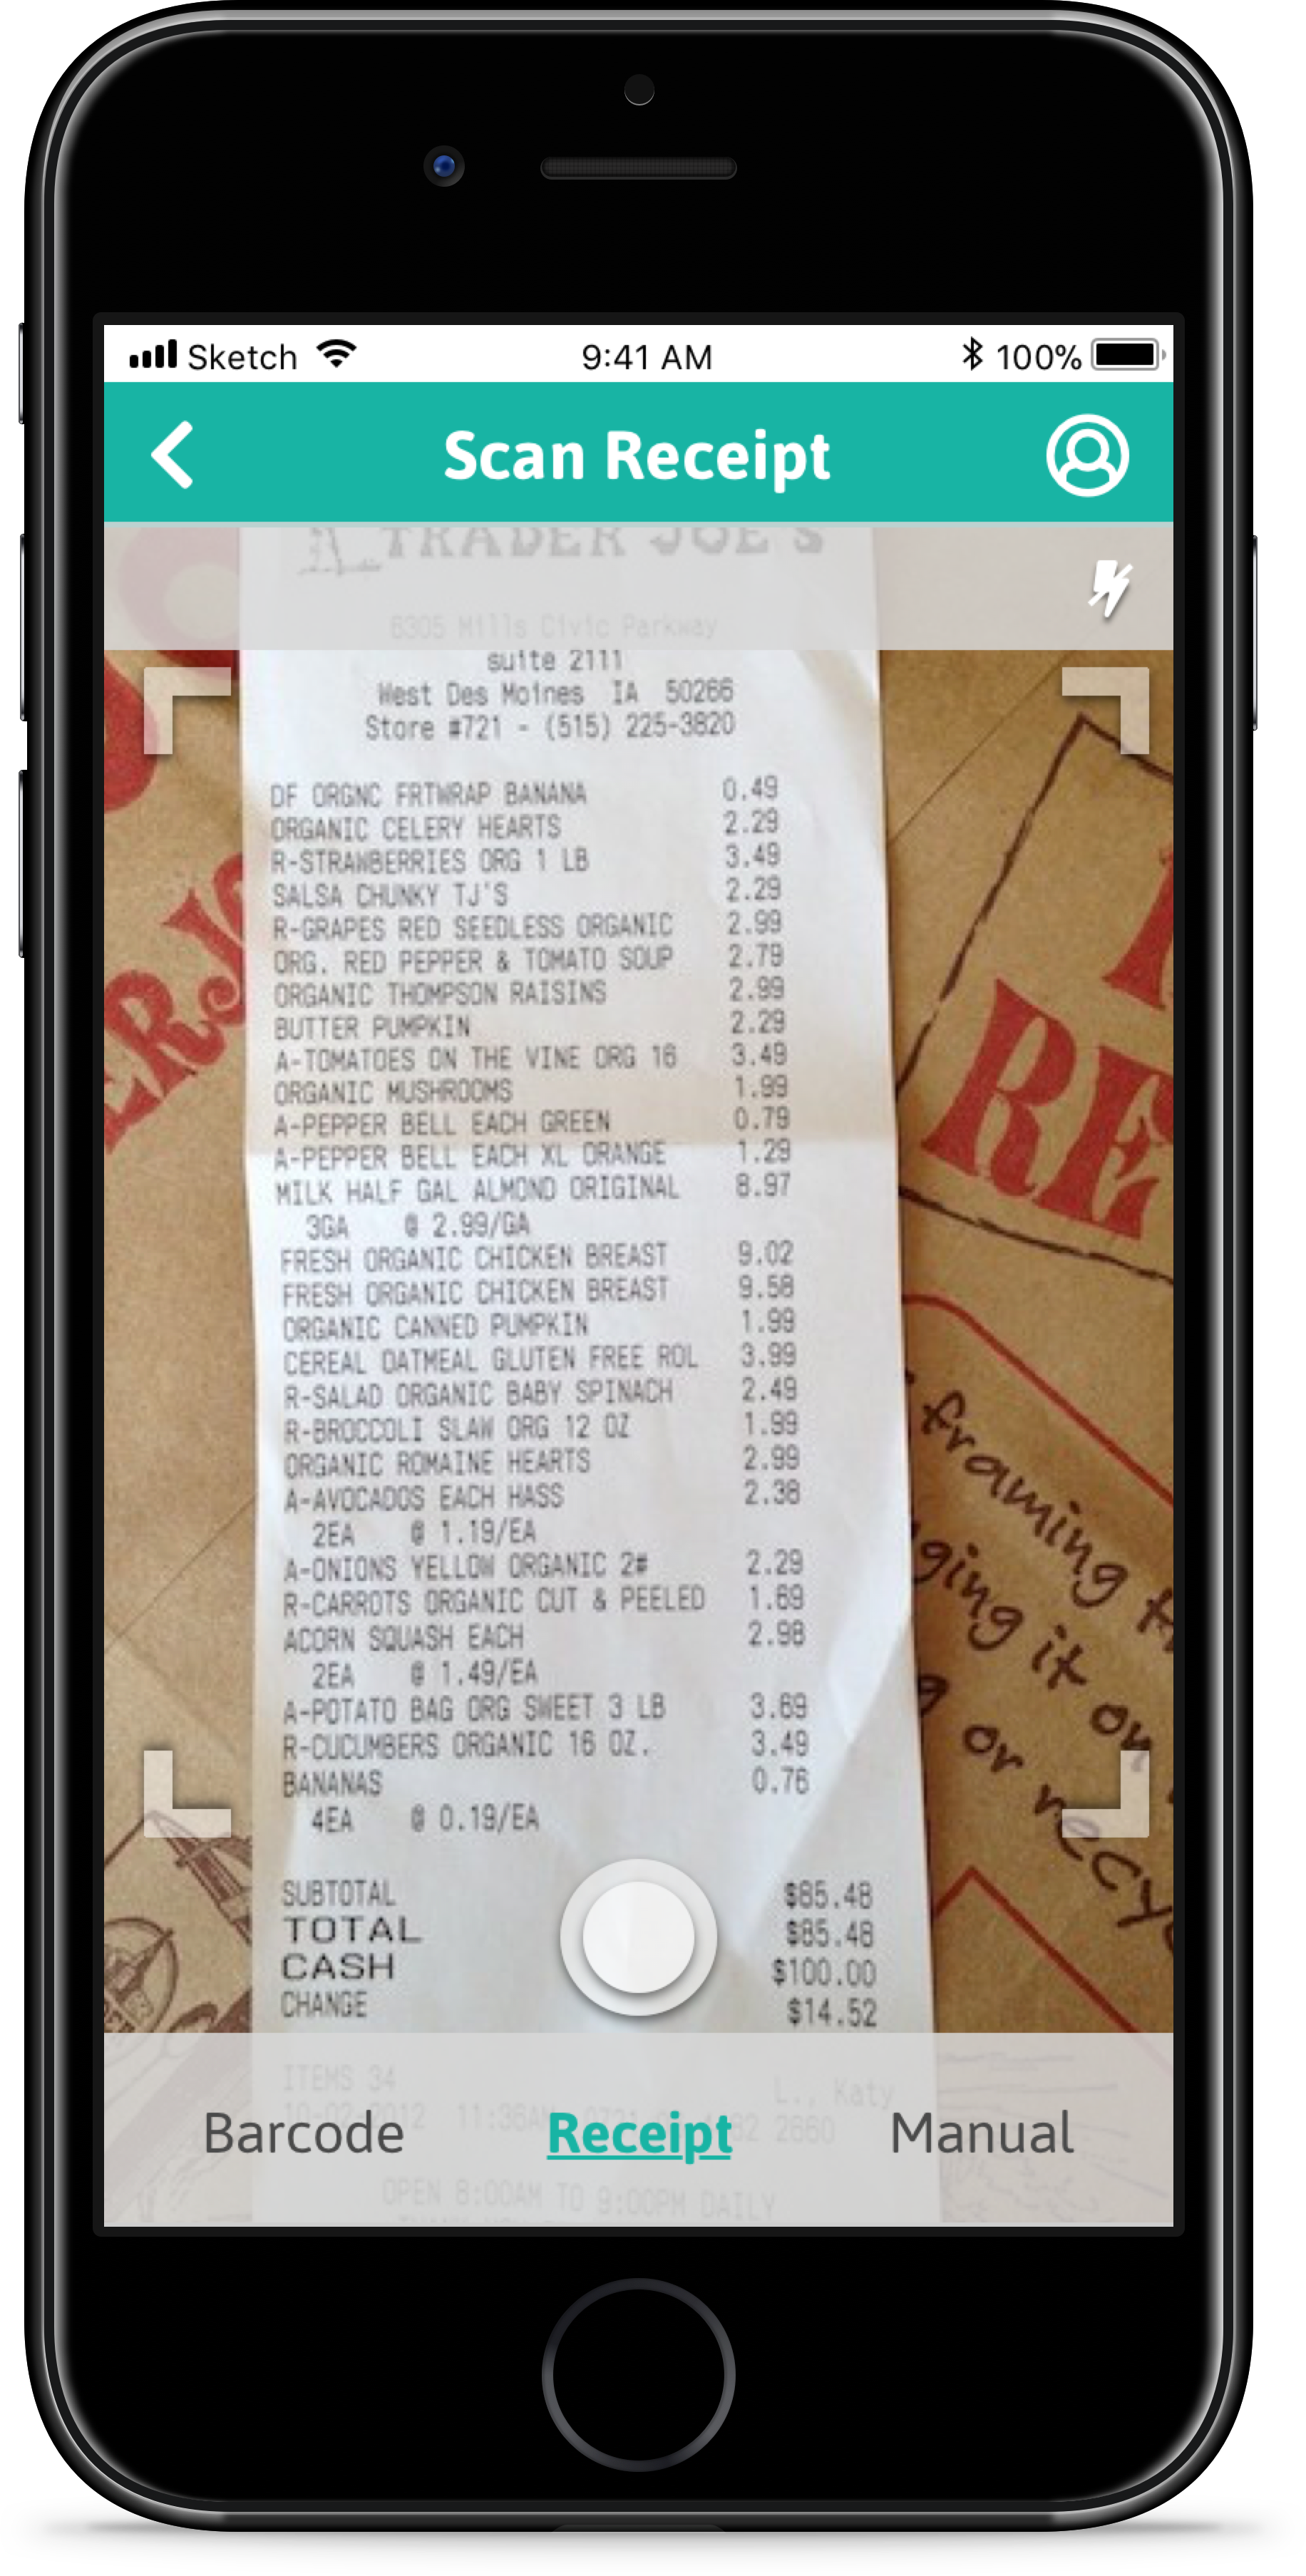 Sketch 9:41 AM 100%
Scan Receipt
TRADER JOE'S
6305 Mills Civic Parkway
suite 2111
West Des Moines IA 50266
Store #721 - (515) 225-3820
DF ORGNC FRTWRAP BANANA 0.49
ORGANIC CELERY HEARTS 2.29
R-STRAWBERRIES ORG 1 LB 3.49
SALSA CHUNKY TJ'S 2.29
R-GRAPES RED SEEDLESS ORGANIC 2.99
ORG. RED PEPPER & TOMATO SOUP 2.79
ORGANIC THOMPSON RAISINS 2.99
BUTTER PUMPKIN 2.29
A-TOMATOES ON THE VINE ORG 16 3.49
ORGANIC MUSHROOMS 1.99
A-PEPPER BELL EACH GREEN 0.79
A-PEPPER BELL EACH XL ORANGE 1.29
MILK HALF GAL ALMOND ORIGINAL 8.97
3GA @ 2.99/GA
FRESH ORGANIC CHICKEN BREAST 9.02
FRESH ORGANIC CHICKEN BREAST 9.58
ORGANIC CANNED PUMPKIN 1.99
CEREAL OATMEAL GLUTEN FREE ROL 3.99
R-SALAD ORGANIC BABY SPINACH 2.49
R-BROCCOLI SLAW ORG 12 OZ 1.99
ORGANIC ROMAINE HEARTS 2.99
A-AVOCADOS EACH HASS 2.38
2EA @ 1.19/EA
A-ONIONS YELLOW ORGANIC 2# 2.29
R-CARROTS ORGANIC CUT & PEELED 1.69
ACORN SQUASH EACH 2.98
2EA @ 1.49/EA
A-POTATO BAG ORG SWEET 3 LB 3.69
R-CUCUMBERS ORGANIC 16 OZ. 3.49
BANANAS 0.76
4EA @ 0.19/EA
SUBTOTAL $85.48
TOTAL $85.48
CASH $100.00
CHANGE $14.52
ITEMS 34 L., Katy
10-02-2012 11:36AM 2660
OPEN 8:00AM TO 9:00PM DAILY
Barcode Receipt Manual
ERJO
RE
framing
ging it on
or recy